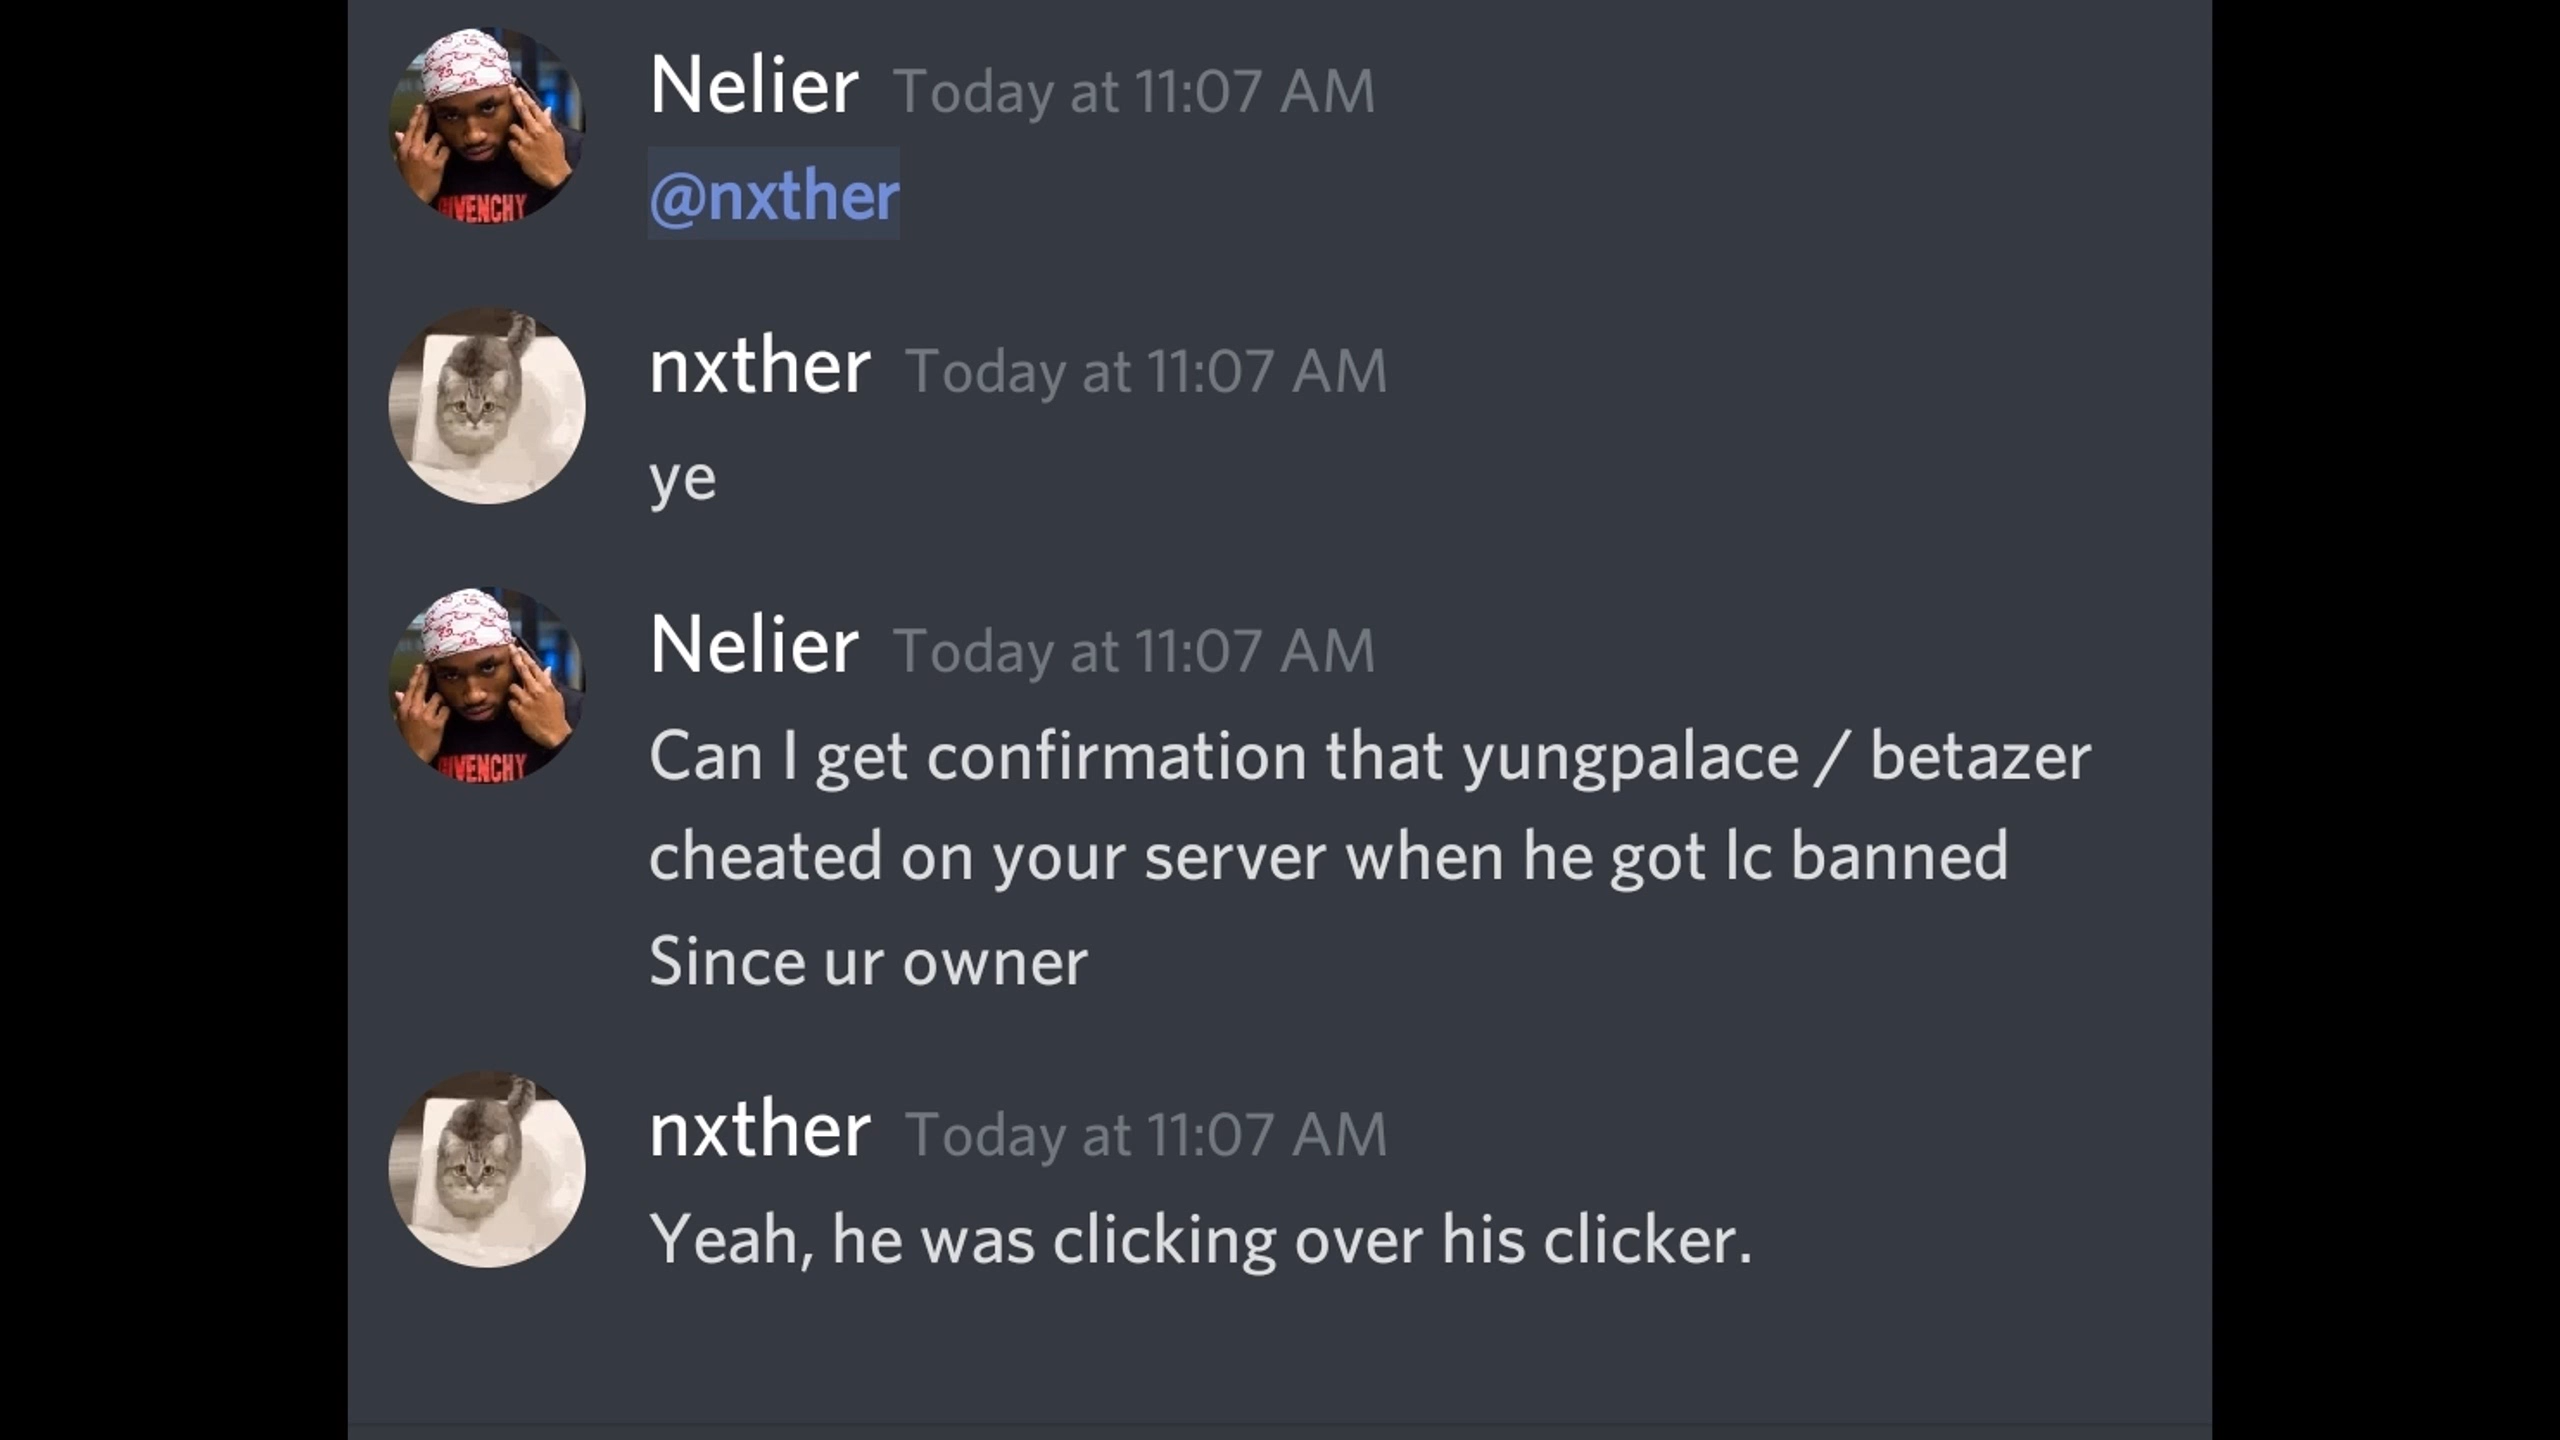 Nelier Today at 11:07 AM
@nxther
nxther Today at 11:07 AM
ye
Nelier Today at 11:07 AM
Can I get confirmation that yungpalace / betazer
cheated on your server when he got lc banned
Since ur owner
nxther Today at 11:07 AM
Yeah, he was clicking over his clicker.
GIVENCHY
GIVENCHY